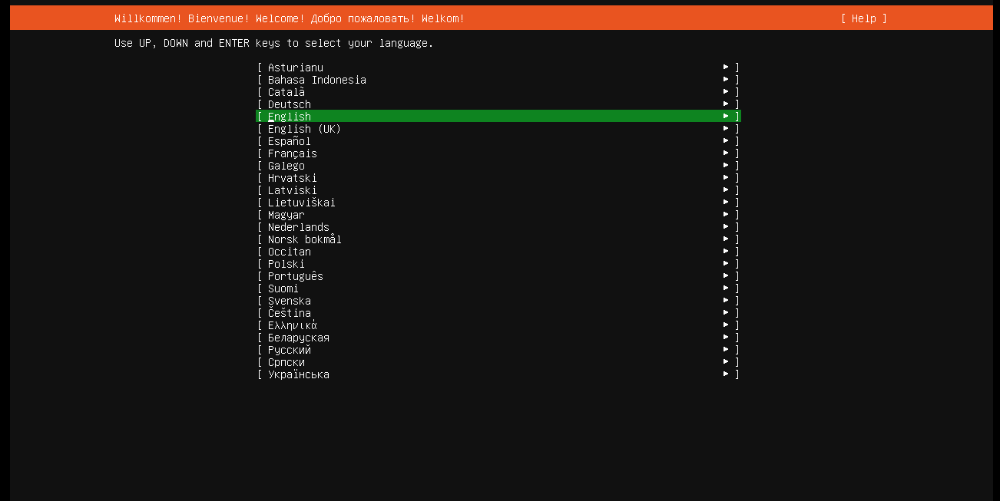 Willkommen! Bienvenue! Welcome! Добро пожаловать! Welkom! [ Help ]
Use UP, DOWN and ENTER keys to select your language.
[ Asturianu ► ]
[ Bahasa Indonesia ► ]
[ Català ► ]
[ Deutsch ► ]
[ English ► ]
[ English (UK) ► ]
[ Español ► ]
[ Français ► ]
[ Galego ► ]
[ Hrvatski ► ]
[ Latviski ► ]
[ Lietuviškai ► ]
[ Magyar ► ]
[ Nederlands ► ]
[ Norsk bokmål ► ]
[ Occitan ► ]
[ Polski ► ]
[ Português ► ]
[ Suomi ► ]
[ Svenska ► ]
[ Čeština ► ]
[ Ελληνικά ► ]
[ Беларуская ► ]
[ Русский ► ]
[ Српски ► ]
[ Українська ► ]